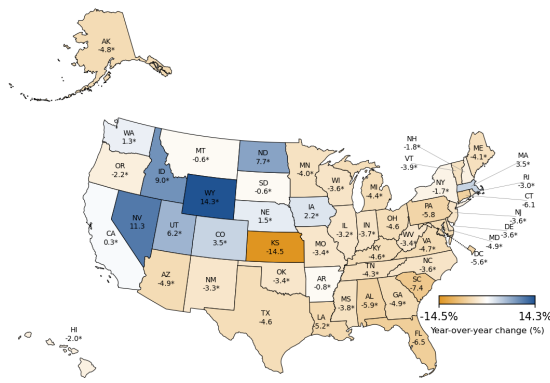 AK
-4.8*
WA
1.3*
OR
-2.2*
CA
0.3*
NV
11.3
ID
9.0*
MT
-0.6*
WY
14.3*
UT
6.2*
CO
3.5*
AZ
-4.9*
NM
-3.3*
ND
7.7*
SD
-0.6*
NE
1.5*
KS
-14.5
OK
-3.4*
TX
-4.6
MN
-4.0*
IA
2.2*
MO
-3.4*
AR
-0.8*
LA
-5.2*
WI
-3.6*
IL
-3.2*
MI
-4.4*
IN
-3.7*
OH
-4.6
KY
-4.6*
TN
-4.3*
MS
-3.8*
AL
-5.9*
GA
-4.9*
FL
-6.5
SC
-7.4
NC
-3.6*
VA
-4.7*
WV
-3.4*
PA
-5.8
NY
-1.7*
ME
-4.1*
NH
-1.8*
VT
-3.9*
MA
3.5*
RI
-3.0*
CT
-6.1
NJ
-3.6*
DE
-3.6*
MD
-4.9*
DC
-5.6*
HI
-2.0*
-14.5%
14.3%
Year-over-year change (%)